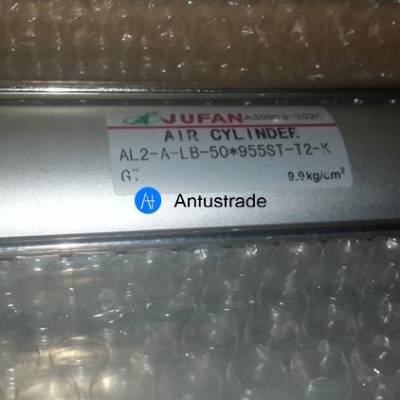 JUFAN
AIR CYLINDER
AL2-A-LB-50*955ST-T2-K
9.9kg/cm²
Antustrade